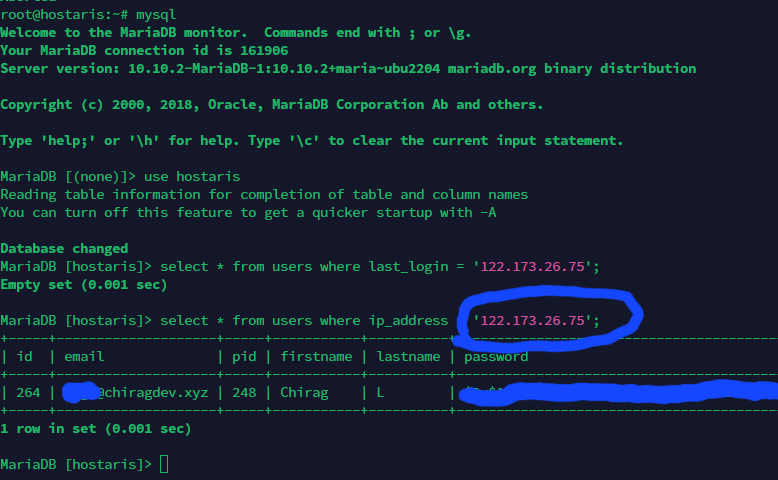 root@hostaris:~# mysql
Welcome to the MariaDB monitor.  Commands end with ; or \g.
Your MariaDB connection id is 161906
Server version: 10.10.2-MariaDB-1:10.10.2+maria~ubu2204 mariadb.org binary distribution

Copyright (c) 2000, 2018, Oracle, MariaDB Corporation Ab and others.

Type 'help;' or '\h' for help. Type '\c' to clear the current input statement.

MariaDB [(none)]> use hostaris
Reading table information for completion of table and column names
You can turn off this feature to get a quicker startup with -A

Database changed
MariaDB [hostaris]> select * from users where last_login = '122.173.26.75';
Empty set (0.001 sec)

MariaDB [hostaris]> select * from users where ip_address '122.173.26.75';
| id | email | pid | firstname | lastname | password
| 264 | @chiragdev.xyz | 248 | Chirag | L |
1 row in set (0.001 sec)

MariaDB [hostaris]>